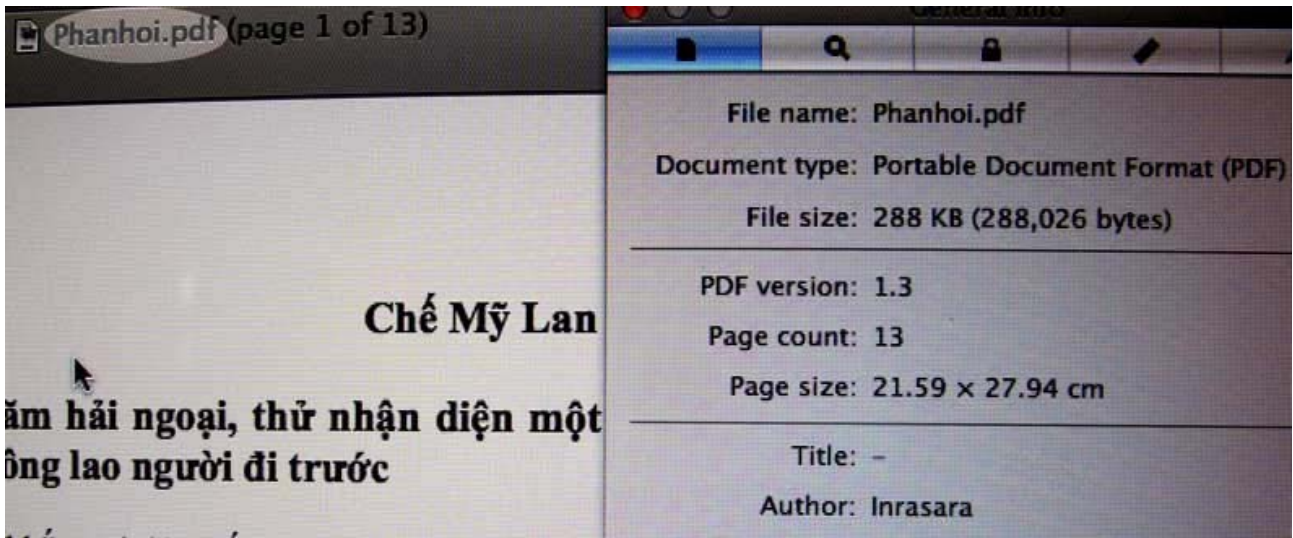 Phanhoi.pdf (page 1 of 13)
Chế Mỹ Lan
ăm hải ngoại, thử nhận diện một
ông lao người đi trước
General Info
File name: Phanhoi.pdf
Document type: Portable Document Format (PDF)
File size: 288 KB (288,026 bytes)
PDF version: 1.3
Page count: 13
Page size: 21.59 × 27.94 cm
Title: –
Author: Inrasara